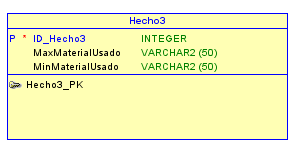 Hecho3
P * ID_Hecho3 INTEGER
MaxMaterialUsado VARCHAR2 (50)
MinMaterialUsado VARCHAR2 (50)
Hecho3_PK